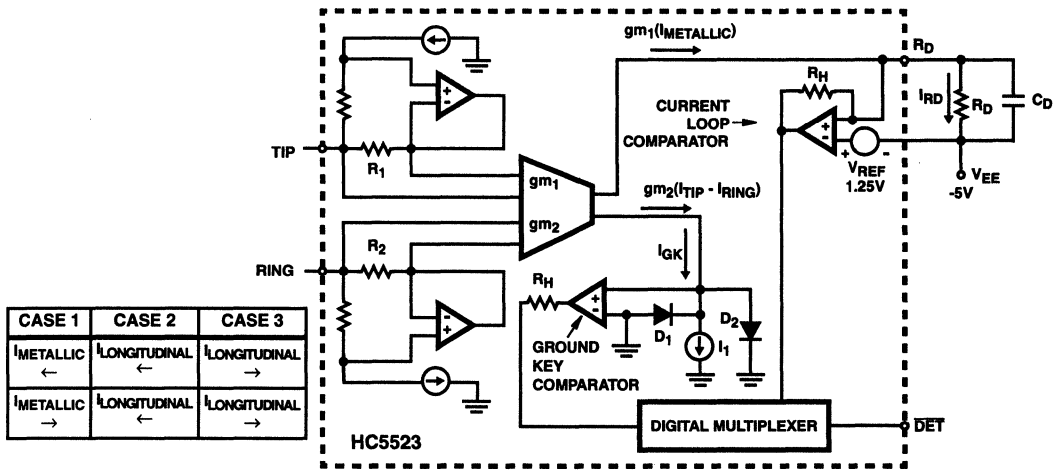 gm1(IMETALLIC)
RD
RH
IRD
RD
CD
CURRENT
LOOP
COMPARATOR
+
-
+
-
VREF
1.25V
VEE
-5V
+
-
TIP
R1
gm1
gm2
gm2(ITIP - IRING)
RING
R2
IGK
RH
+
-
D1
D2
I1
-
+
GROUND
KEY
COMPARATOR
CASE 1 CASE 2 CASE 3
IMETALLIC ILONGITUDINAL ILONGITUDINAL
← ← →
IMETALLIC ILONGITUDINAL ILONGITUDINAL
→ ← →
HC5523
DIGITAL MULTIPLEXER
D̅E̅T̅